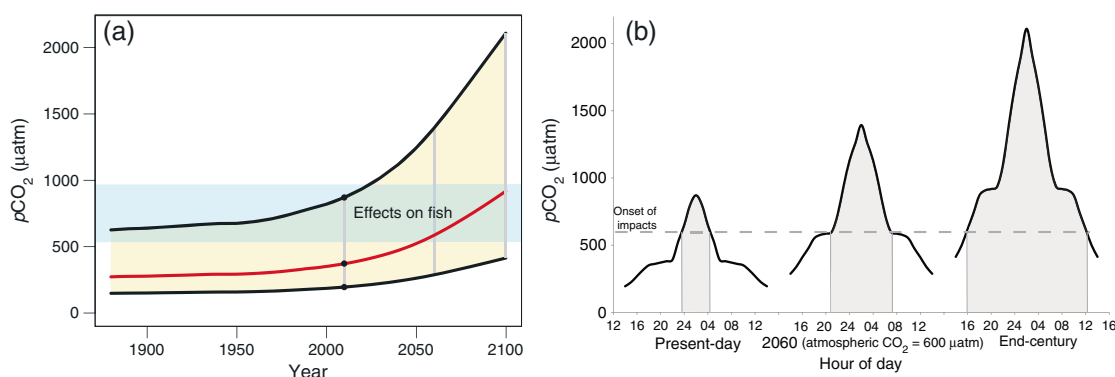 (a)
2000
1500
1000
500
0
pCO2 (µatm)
Effects on fish
1900 1950 2000 2050 2100
Year
(b)
2000
1500
1000
500
0
pCO2 (µatm)
Onset of
impacts
12 16 20 24 04 08 12 16 20 24 04 08 12 16 20 24 04 08 12 16
Present-day 2060 (atmospheric CO2 = 600 µatm) End-century
Hour of day